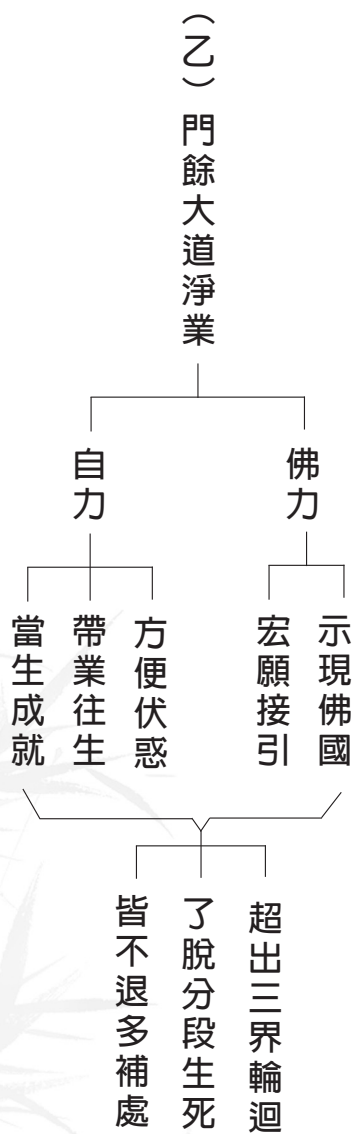 （乙）門餘大道淨業
佛力
示現佛國
宏願接引
自力
方便伏惑
帶業往生
當生成就
超出三界輪迴
了脫分段生死
皆不退多補處